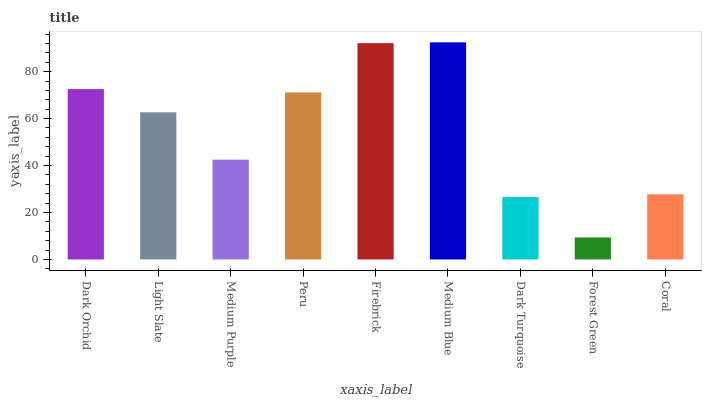 title
80
60
40
20
0
yaxis_label
Dark Orchid
Light Slate
Medium Purple
Peru
Firebrick
Medium Blue
Dark Turquoise
Forest Green
Coral
xaxis_label